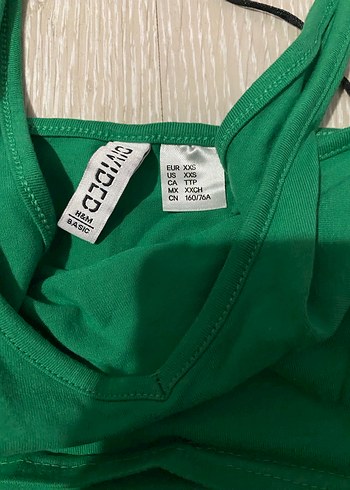 DIVIDED
H&M
BASIC
EUR XXS
US XXS
CA TTP
MX XXCH
CN 160/76A